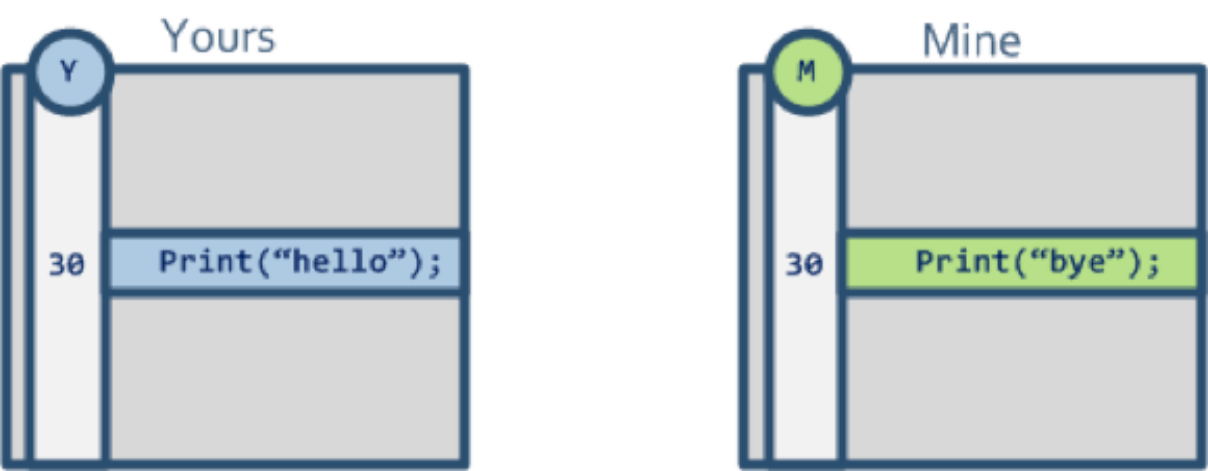 Yours
Y
30 Print(“hello”);
Mine
M
30 Print(“bye”);